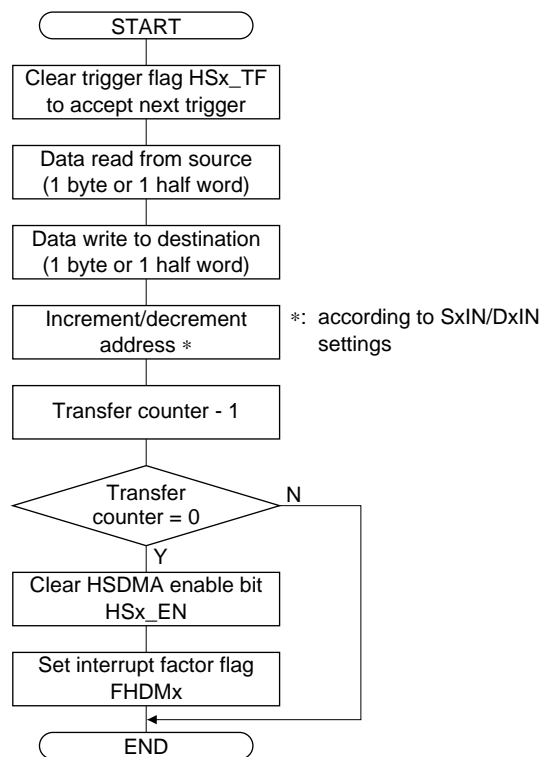 START
Clear trigger flag HSx_TF
to accept next trigger
Data read from source
(1 byte or 1 half word)
Data write to destination
(1 byte or 1 half word)
Increment/decrement
address ∗
∗: according to SxIN/DxIN
settings
Transfer counter - 1
Transfer
counter = 0
N
Y
Clear HSDMA enable bit
HSx_EN
Set interrupt factor flag
FHDMx
END